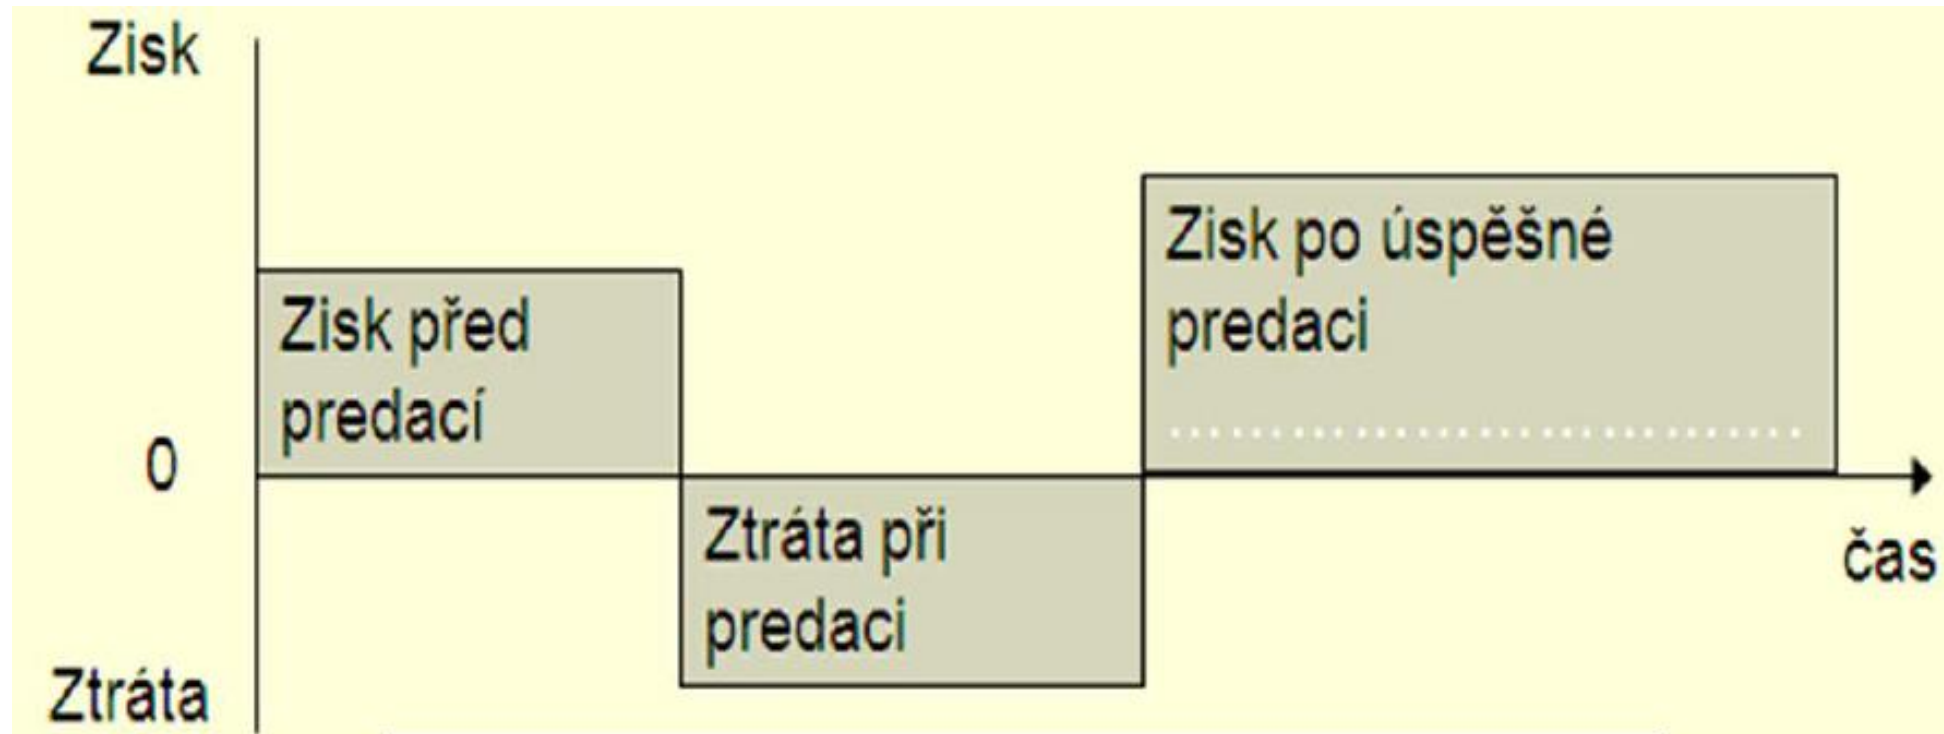 Zisk
Zisk po úspěšné
predaci
Zisk před
predací
0
Ztráta při
predaci
čas
Ztráta